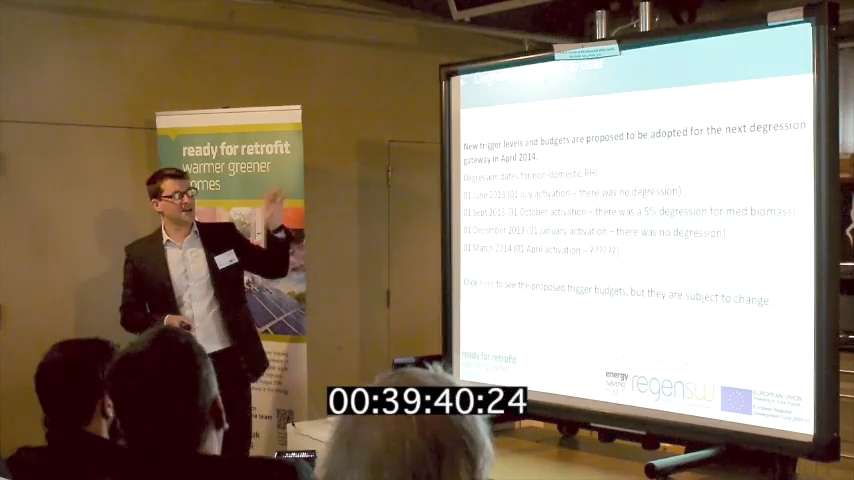 ready for retrofit
warmer greener
homes
New trigger levels and budgets are proposed to be adopted for the next degression
gateway in April 2014.
Degression dates for non-domestic RHI
01 June 2013 (01 July activation – there was no degression)
01 Sept 2013 (01 October activation – there was a 5% degression for med biomass)
01 December 2013 (01 January activation – there was no degression)
01 March 2014 (01 April activation – ??????)
Click here to see the proposed trigger budgets, but they are subject to change.
ready for retrofit
energy
saving
regensw
EUROPEAN UNION
00:39:40:24